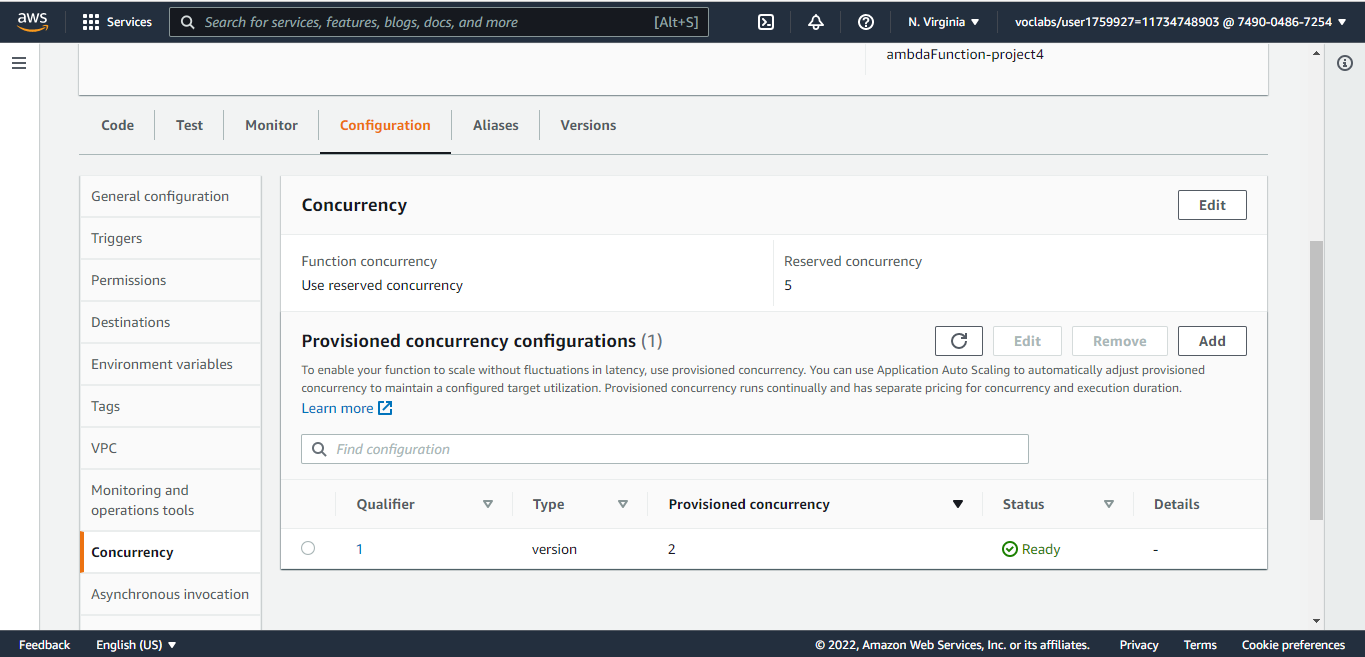 aws
Services
Search for services, features, blogs, docs, and more [Alt+S]
N. Virginia
voclabs/user1759927=11734748903 @ 7490-0486-7254
ambdaFunction-project4
Code
Test
Monitor
Configuration
Aliases
Versions
General configuration
Triggers
Permissions
Destinations
Environment variables
Tags
VPC
Monitoring and
operations tools
Concurrency
Asynchronous invocation
Concurrency
Edit
Function concurrency
Use reserved concurrency
Reserved concurrency
5
Provisioned concurrency configurations (1)
Edit
Remove
Add
To enable your function to scale without fluctuations in latency, use provisioned concurrency. You can use Application Auto Scaling to automatically adjust provisioned
concurrency to maintain a configured target utilization. Provisioned concurrency runs continually and has separate pricing for concurrency and execution duration.
Learn more
Find configuration
Qualifier
Type
Provisioned concurrency
Status
Details
1
version
2
Ready
-
Feedback
English (US)
© 2022, Amazon Web Services, Inc. or its affiliates.
Privacy
Terms
Cookie preferences